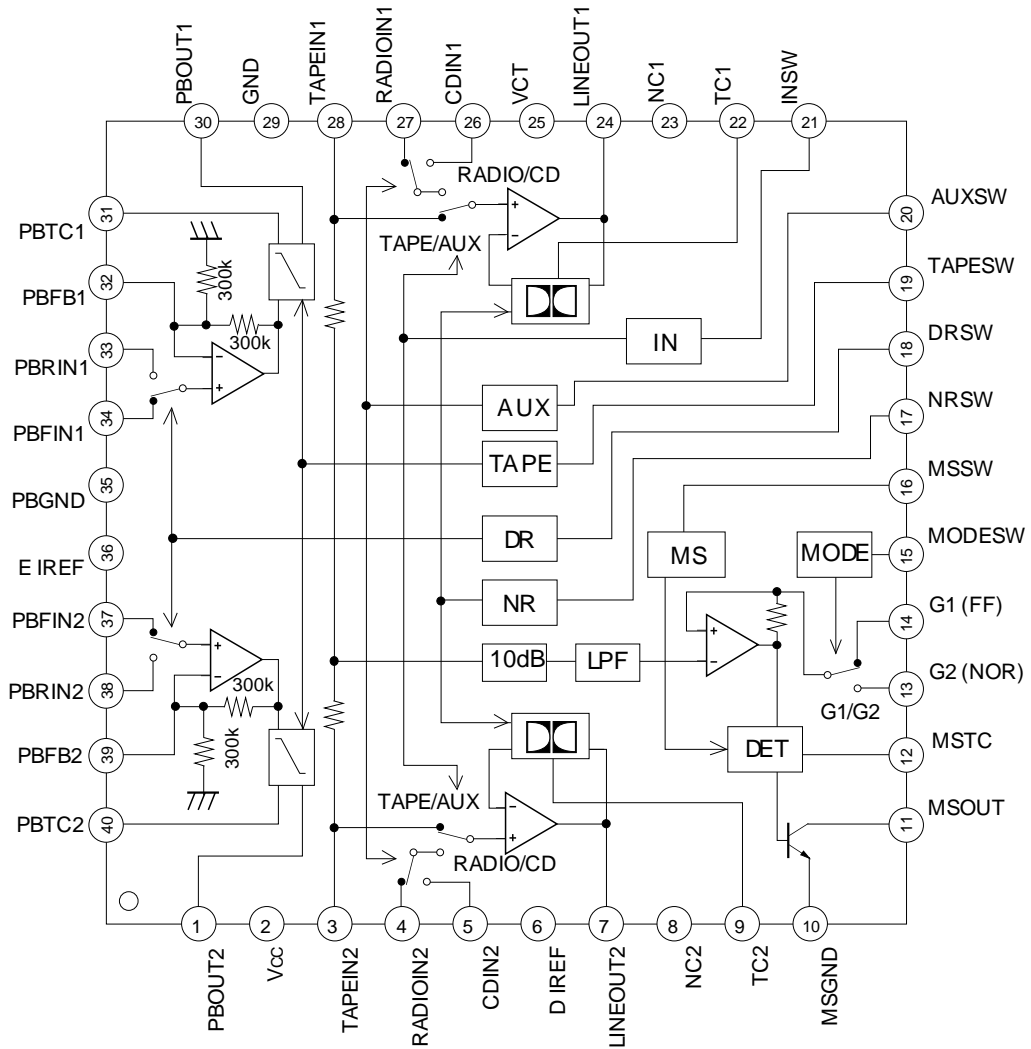 PBOUT1
GND
TAPEIN1
RADIOIN1
CDIN1
VCT
LINEOUT1
NC1
TC1
INSW
30
29
28
27
26
25
24
23
22
21
31
PBTC1
32
PBFB1
33
PBRIN1
34
PBFIN1
35
PBGND
36
E IREF
37
PBFIN2
38
PBRIN2
39
PBFB2
40
PBTC2
300k
300k
300k
300k
RADIO/CD
TAPE/AUX
+
−
−
+
IN
AUX
TAPE
DR
NR
10dB
LPF
MS
MODE
+
−
G1/G2
DET
+
−
TAPE/AUX
−
+
RADIO/CD
20
AUXSW
19
TAPESW
18
DRSW
17
NRSW
16
MSSW
15
MODESW
14
G1 (FF)
13
G2 (NOR)
12
MSTC
11
MSOUT
1
2
3
4
5
6
7
8
9
10
PBOUT2
Vcc
TAPEIN2
RADIOIN2
CDIN2
D IREF
LINEOUT2
NC2
TC2
MSGND